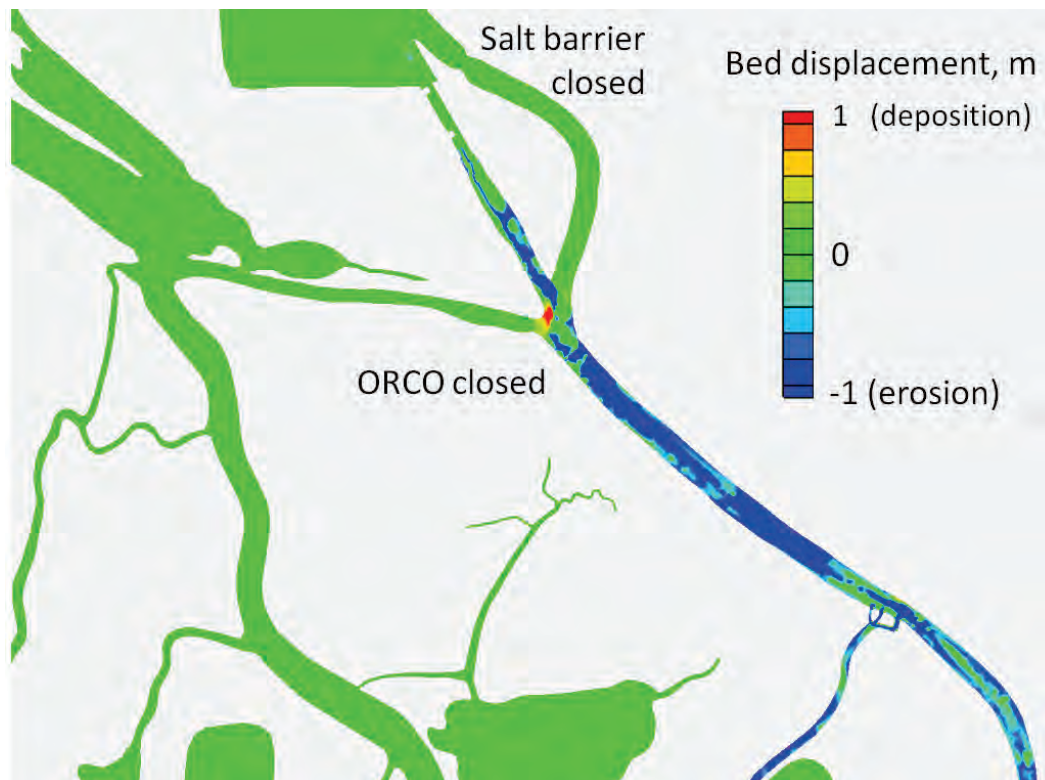 Salt barrier
closed
Bed displacement, m
1 (deposition)
0
-1 (erosion)
ORCO closed